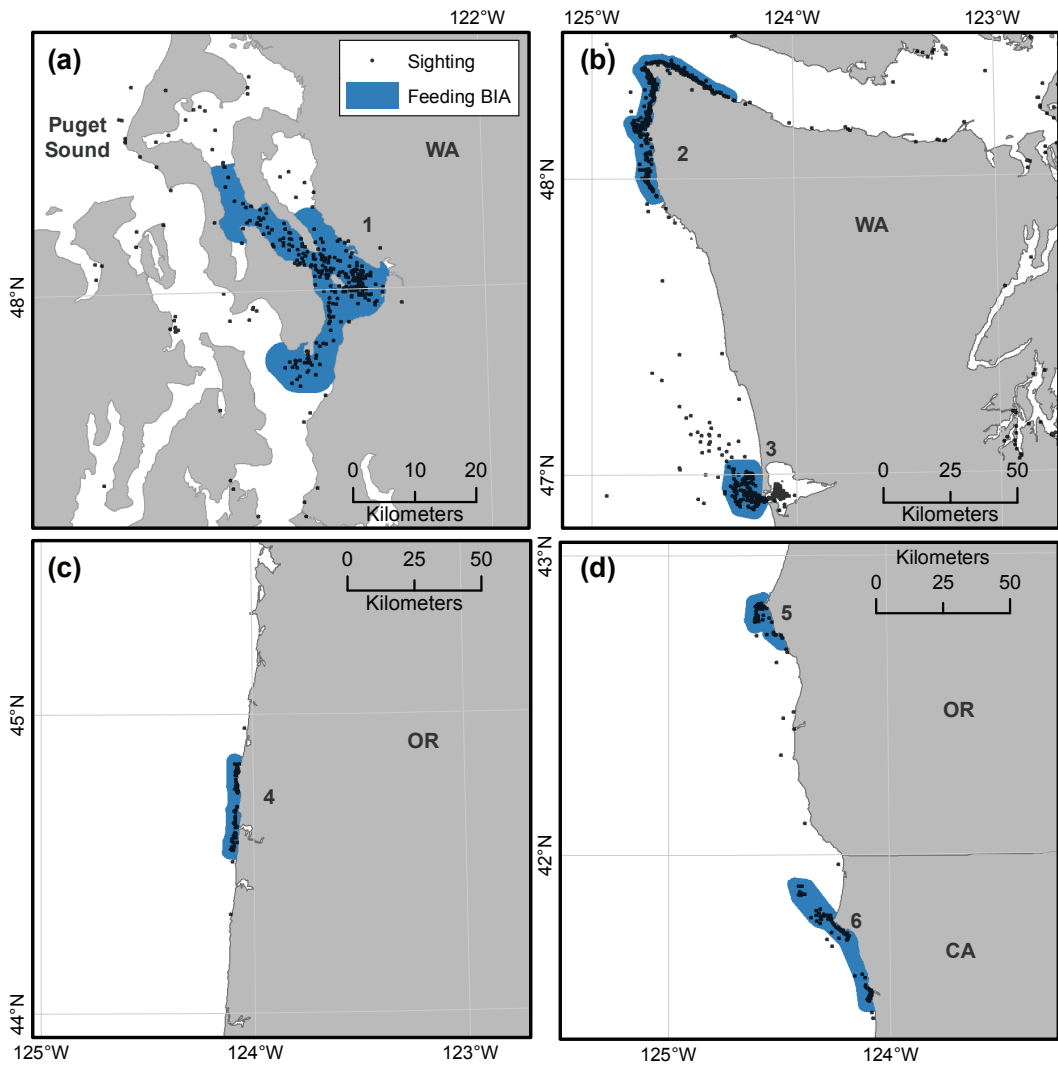 122°W
125°W
124°W
123°W
(a)
Sighting
Feeding BIA
Puget
Sound
WA
1
48°N
0 10 20
Kilometers
(b)
2
48°N
WA
3
47°N
0 25 50
Kilometers
(c)
0 25 50
Kilometers
45°N
OR
4
44°N
125°W
124°W
123°W
(d)
43°N
Kilometers
0 25 50
5
OR
42°N
6
CA
125°W
124°W